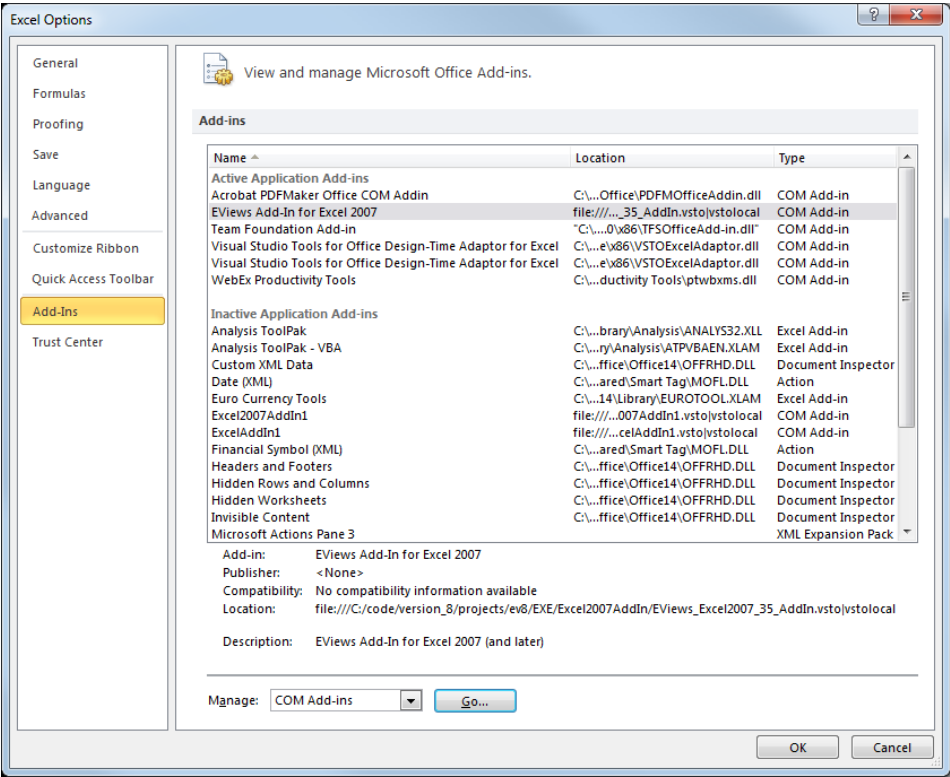 Excel Options
General
Formulas
Proofing
Save
Language
Advanced
Customize Ribbon
Quick Access Toolbar
Add-Ins
Trust Center
View and manage Microsoft Office Add-ins.
Add-ins
Name Location Type
Active Application Add-ins
Acrobat PDFMaker Office COM Addin C:\...Office\PDFMOfficeAddin.dll COM Add-in
EViews Add-In for Excel 2007 file:///..._35_AddIn.vsto|vstolocal COM Add-in
Team Foundation Add-in "C:\...0\x86\TFSOfficeAdd-in.dll" COM Add-in
Visual Studio Tools for Office Design-Time Adaptor for Excel C:\...e\x86\VSTOExcelAdaptor.dll COM Add-in
Visual Studio Tools for Office Design-Time Adaptor for Excel C:\...e\x86\VSTOExcelAdaptor.dll COM Add-in
WebEx Productivity Tools C:\...ductivity Tools\ptwbxms.dll COM Add-in
Inactive Application Add-ins
Analysis ToolPak C:\...brary\Analysis\ANALYS32.XLL Excel Add-in
Analysis ToolPak - VBA C:\...ry\Analysis\ATPVBAEN.XLAM Excel Add-in
Custom XML Data C:\...ffice\Office14\OFFRHD.DLL Document Inspector
Date (XML) C:\...ared\Smart Tag\MOFL.DLL Action
Euro Currency Tools C:\...14\Library\EUROTOOL.XLAM Excel Add-in
Excel2007AddIn1 file:///...007AddIn1.vsto|vstolocal COM Add-in
ExcelAddIn1 file:///...celAddIn1.vsto|vstolocal COM Add-in
Financial Symbol (XML) C:\...ared\Smart Tag\MOFL.DLL Action
Headers and Footers C:\...ffice\Office14\OFFRHD.DLL Document Inspector
Hidden Rows and Columns C:\...ffice\Office14\OFFRHD.DLL Document Inspector
Hidden Worksheets C:\...ffice\Office14\OFFRHD.DLL Document Inspector
Invisible Content C:\...ffice\Office14\OFFRHD.DLL Document Inspector
Microsoft Actions Pane 3 XML Expansion Pack
Add-in: EViews Add-In for Excel 2007
Publisher: <None>
Compatibility: No compatibility information available
Location: file:///C:/code/version_8/projects/ev8/EXE/Excel2007AddIn/EViews_Excel2007_35_AddIn.vsto|vstolocal
Description: EViews Add-In for Excel 2007 (and later)
Manage: COM Add-ins Go...
OK Cancel